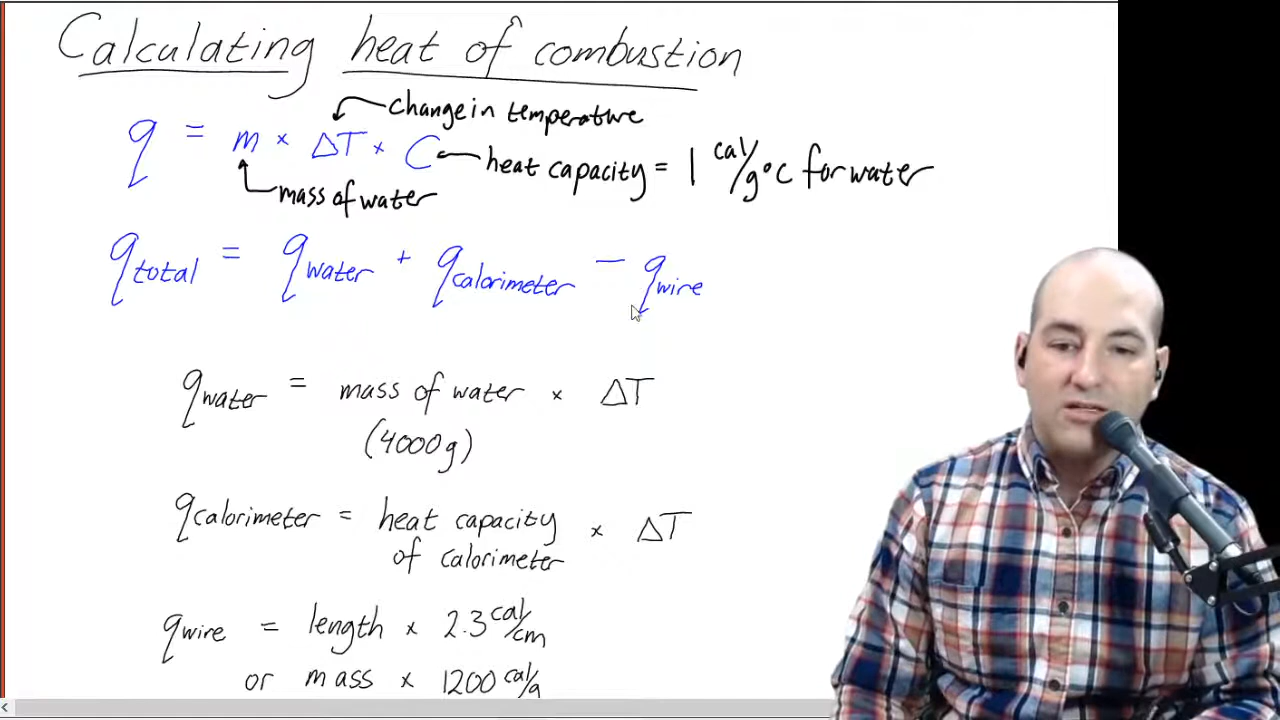 Calculating heat of combustion
change in temperature
q = m × ΔT × C
heat capacity = 1 cal/g°C for water
mass of water
qtotal = qwater + qcalorimeter − qwire
qwater = mass of water × ΔT
(4000g)
qcalorimeter = heat capacity × ΔT
of calorimeter
qwire = length × 2.3 cal/cm
or mass × 1200 cal/g